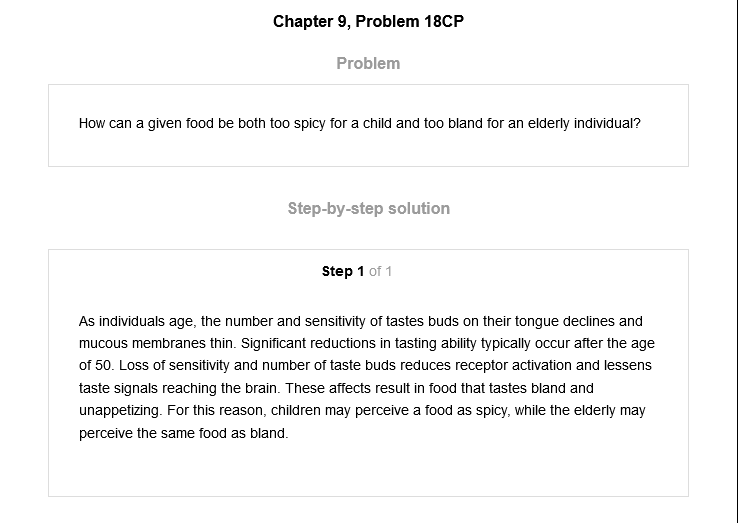 Chapter 9, Problem 18CP
Problem
How can a given food be both too spicy for a child and too bland for an elderly individual?
Step-by-step solution
Step 1 of 1
As individuals age, the number and sensitivity of tastes buds on their tongue declines and
mucous membranes thin. Significant reductions in tasting ability typically occur after the age
of 50. Loss of sensitivity and number of taste buds reduces receptor activation and lessens
taste signals reaching the brain. These affects result in food that tastes bland and
unappetizing. For this reason, children may perceive a food as spicy, while the elderly may
perceive the same food as bland.